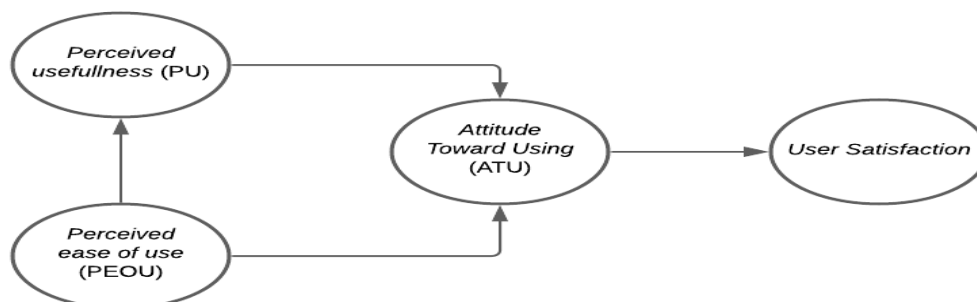 Perceived
usefullness (PU)
Attitude
Toward Using
(ATU)
User Satisfaction
Perceived
ease of use
(PEOU)